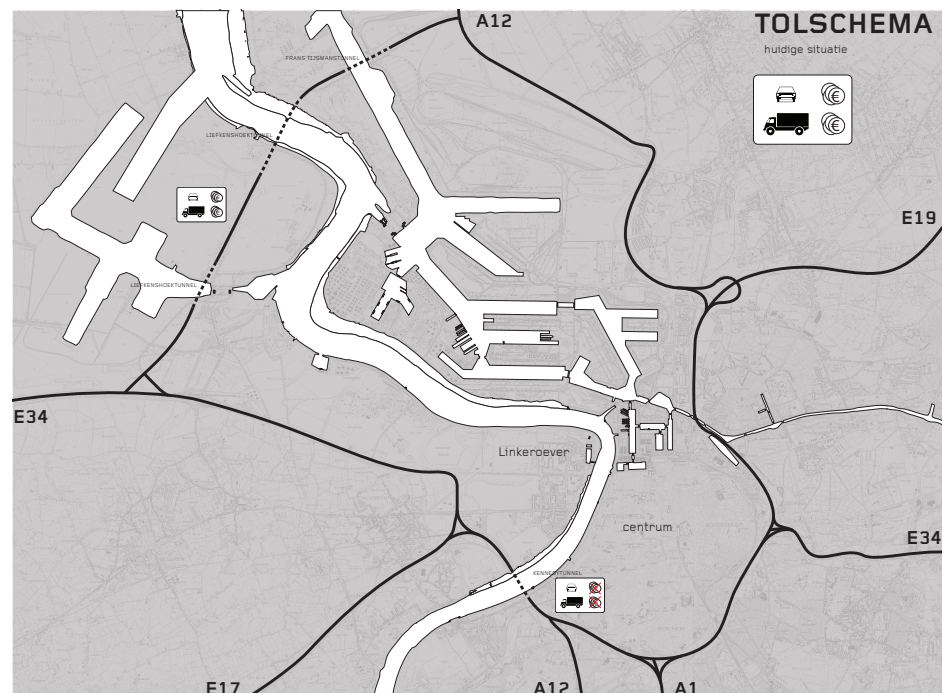 TOLSCHEMA
huidige situatie
A12
FRANS TIJSMANSTUNNEL
LIEFKENSHOEKTUNNEL
E19
LIEFKENSHOEKTUNNEL
E34
Linkeroever
centrum
E34
KENNEDYTUNNEL
E17
A12
A1